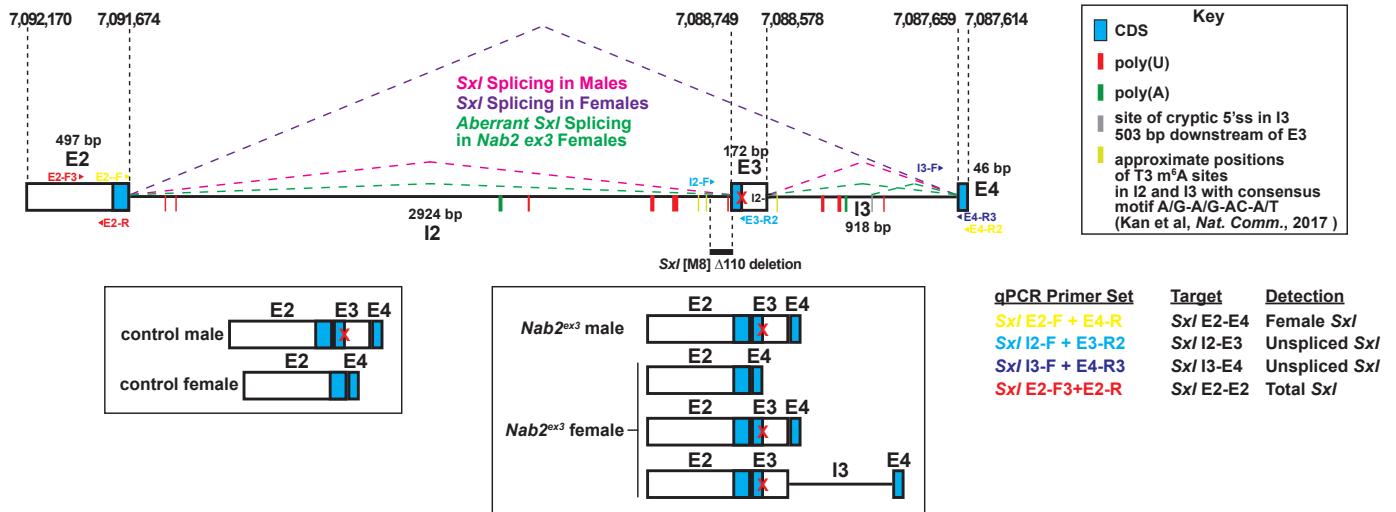 7,092,170 7,091,674 7,088,749 7,088,578 7,087,659 7,087,614
Key
CDS
poly(U)
poly(A)
site of cryptic 5'ss in I3
503 bp downstream of E3
approximate positions
of T3 m⁶A sites
in I2 and I3 with consensus
motif A/G-A/G-AC-A/T
(Kan et al, Nat. Comm., 2017 )
Sxl Splicing in Males
Sxl Splicing in Females
Aberrant Sxl Splicing
in Nab2 ex3 Females
497 bp
E2
E2-F3 E2--F
E2-R
2924 bp
I2
I2-F
172 bp
E3
I2-
E3-R2
I3
918 bp
I3-F
46 bp
E4
E4-R3
E4-R2
Sxl [M8] Δ110 deletion
E2 E3 E4
control male
E2 E4
control female
E2 E3 E4
Nab2ex3 male
E2 E4
E2 E3 E4
Nab2ex3 female
E2 E3 I3 E4
qPCR Primer Set Target Detection
Sxl E2-F + E4-R Sxl E2-E4 Female Sxl
Sxl I2-F + E3-R2 Sxl I2-E3 Unspliced Sxl
Sxl I3-F + E4-R3 Sxl I3-E4 Unspliced Sxl
Sxl E2-F3+E2-R Sxl E2-E2 Total Sxl